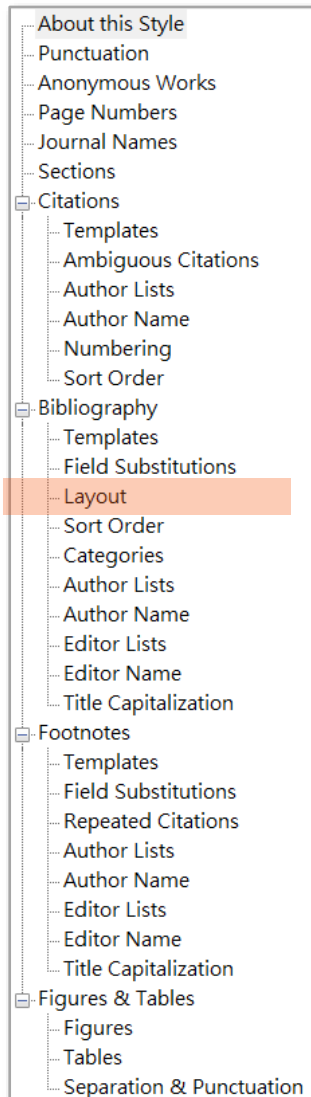 About this Style
Punctuation
Anonymous Works
Page Numbers
Journal Names
Sections
Citations
Templates
Ambiguous Citations
Author Lists
Author Name
Numbering
Sort Order
Bibliography
Templates
Field Substitutions
Layout
Sort Order
Categories
Author Lists
Author Name
Editor Lists
Editor Name
Title Capitalization
Footnotes
Templates
Field Substitutions
Repeated Citations
Author Lists
Author Name
Editor Lists
Editor Name
Title Capitalization
Figures & Tables
Figures
Tables
Separation & Punctuation